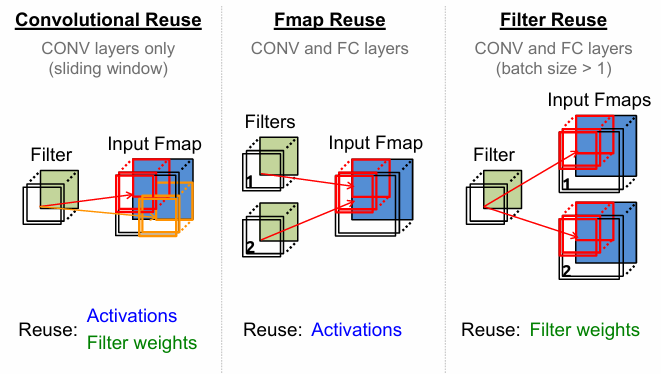 Convolutional Reuse
CONV layers only
(sliding window)
Filter
Input Fmap
Reuse:
Activations
Filter weights
Fmap Reuse
CONV and FC layers
Filters
Input Fmap
1
2
Reuse: Activations
Filter Reuse
CONV and FC layers
(batch size > 1)
Input Fmaps
Filter
1
2
Reuse: Filter weights